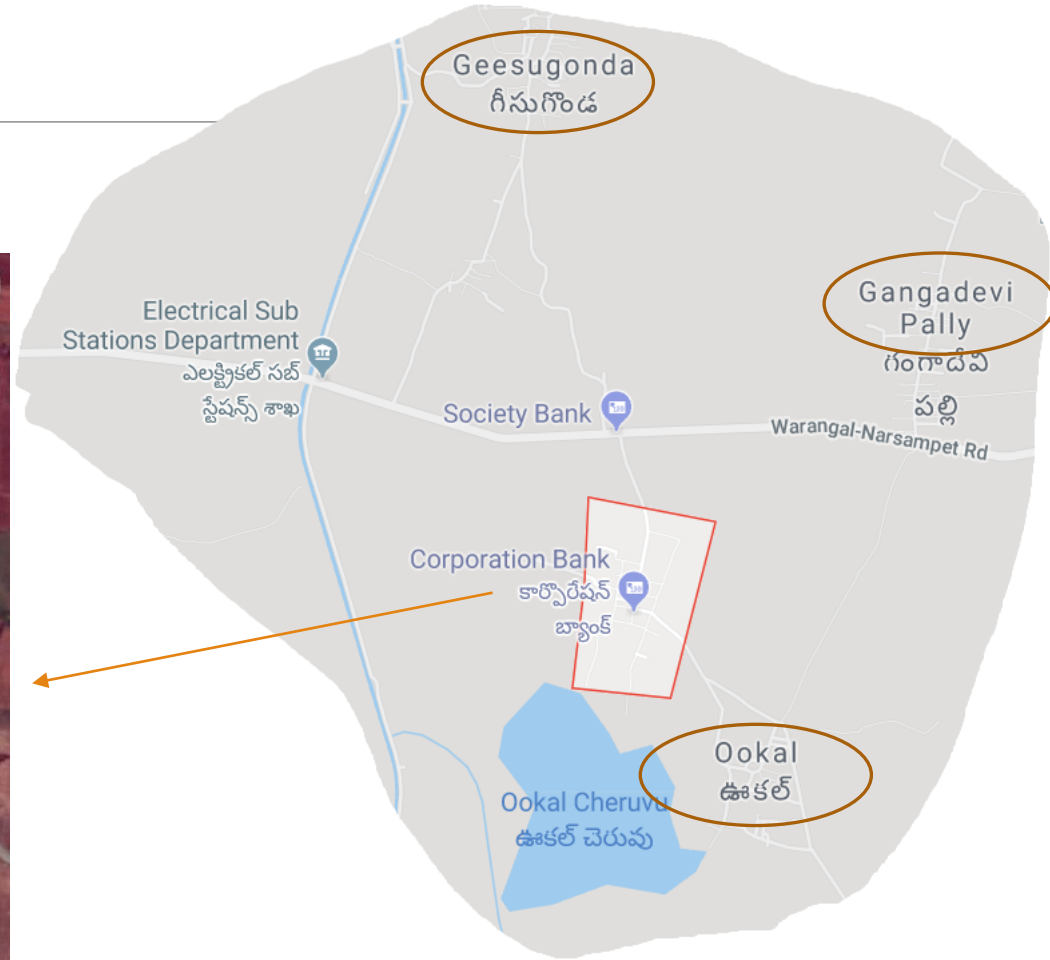 Geesugonda
గీసుగొండ
Gangadevi
Pally
గంగాదేవి
పల్లి
Electrical Sub
Stations Department
ఎలక్ట్రికల్ సబ్
స్టేషన్స్ శాఖ
Society Bank
Warangal-Narsampet Rd
Corporation Bank
కార్పొరేషన్
బ్యాంక్
Ookal
ఊకల్
Ookal Cheruvu
ఊకల్ చెరువు